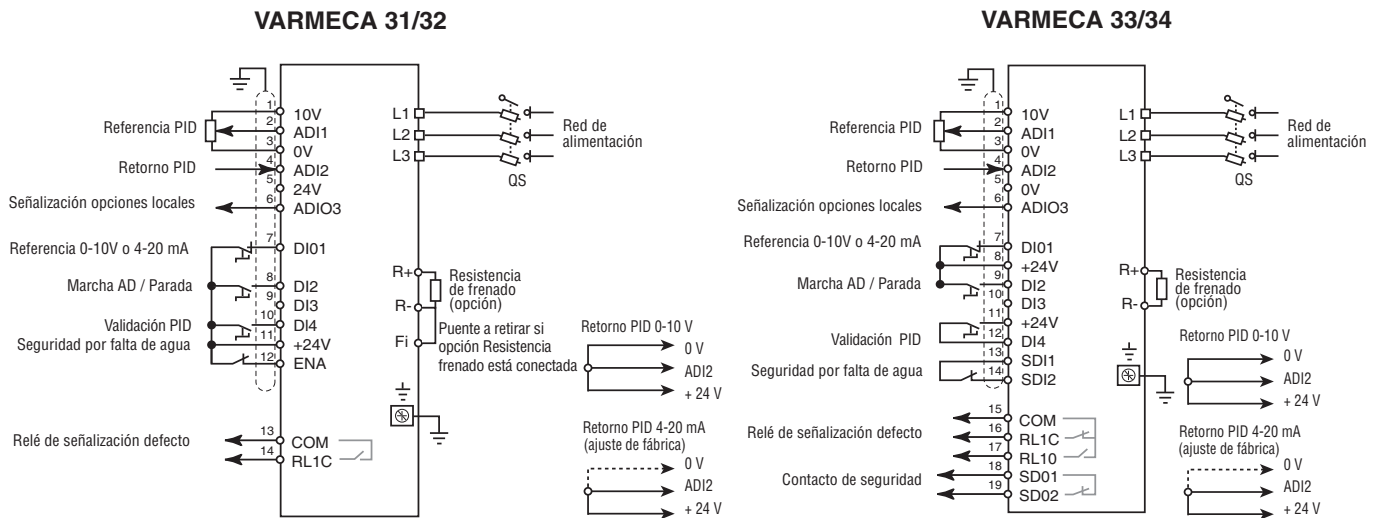 VARMECA 31/32
1
10V
2
ADI1
3
0V
4
ADI2
5
24V
6
ADIO3
7
DI01
8
DI2
9
DI3
10
DI4
11
+24V
12
ENA
13
COM
14
RL1C
Referencia PID
Retorno PID
Señalización opciones locales
Referencia 0-10V o 4-20 mA
Marcha AD / Parada
Validación PID
Seguridad por falta de agua
Relé de señalización defecto
L1
L2
L3
QS
Red de
alimentación
R+
R-
Fi
Resistencia
de frenado
(opción)
Puente a retirar si
opción Resistencia
frenado está conectada
Retorno PID 0-10 V
0 V
ADI2
+ 24 V
Retorno PID 4-20 mA
(ajuste de fábrica)
0 V
ADI2
+ 24 V
VARMECA 33/34
1
10V
2
ADI1
3
0V
4
ADI2
5
0V
6
ADIO3
7
DI01
8
+24V
9
DI2
10
DI3
11
+24V
12
DI4
13
SDI1
14
SDI2
15
COM
16
RL1C
17
RL10
18
SD01
19
SD02
Referencia PID
Retorno PID
Señalización opciones locales
Referencia 0-10V o 4-20 mA
Marcha AD / Parada
Validación PID
Seguridad por falta de agua
Relé de señalización defecto
Contacto de seguridad
L1
L2
L3
QS
Red de
alimentación
R+
R-
Resistencia
de frenado
(opción)
Retorno PID 0-10 V
0 V
ADI2
+ 24 V
Retorno PID 4-20 mA
(ajuste de fábrica)
0 V
ADI2
+ 24 V